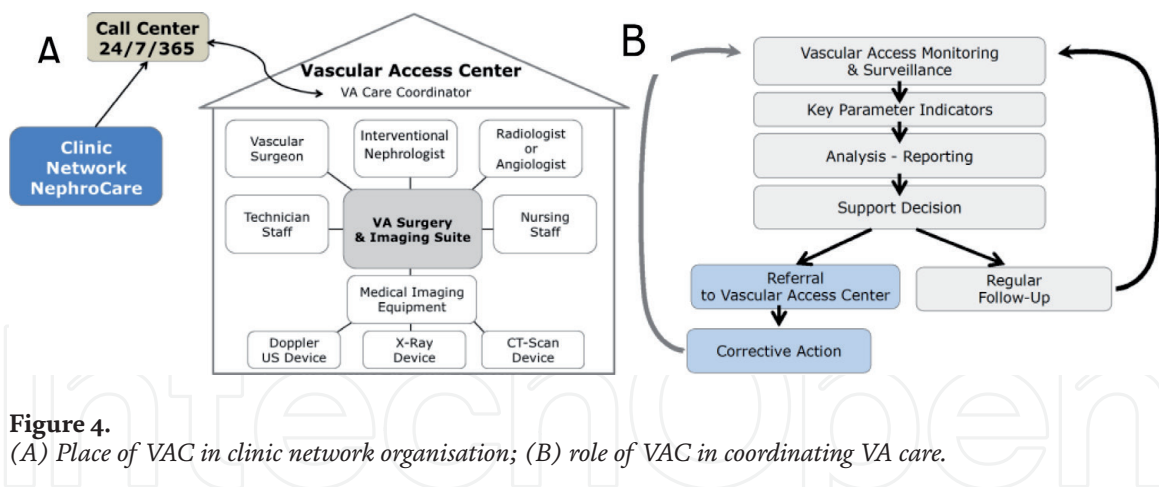 A
Call Center
24/7/365
Clinic
Network
NephroCare
Vascular Access Center
VA Care Coordinator
Vascular
Surgeon
Interventional
Nephrologist
Radiologist
or
Angiologist
Technician
Staff
VA Surgery
& Imaging Suite
Nursing
Staff
Medical Imaging
Equipment
Doppler
US Device
X-Ray
Device
CT-Scan
Device
B
Vascular Access Monitoring
& Surveillance
Key Parameter Indicators
Analysis - Reporting
Support Decision
Referral
to Vascular Access Center
Regular
Follow-Up
Corrective Action
IntechOpen
Figure 4.
(A) Place of VAC in clinic network organisation; (B) role of VAC in coordinating VA care.